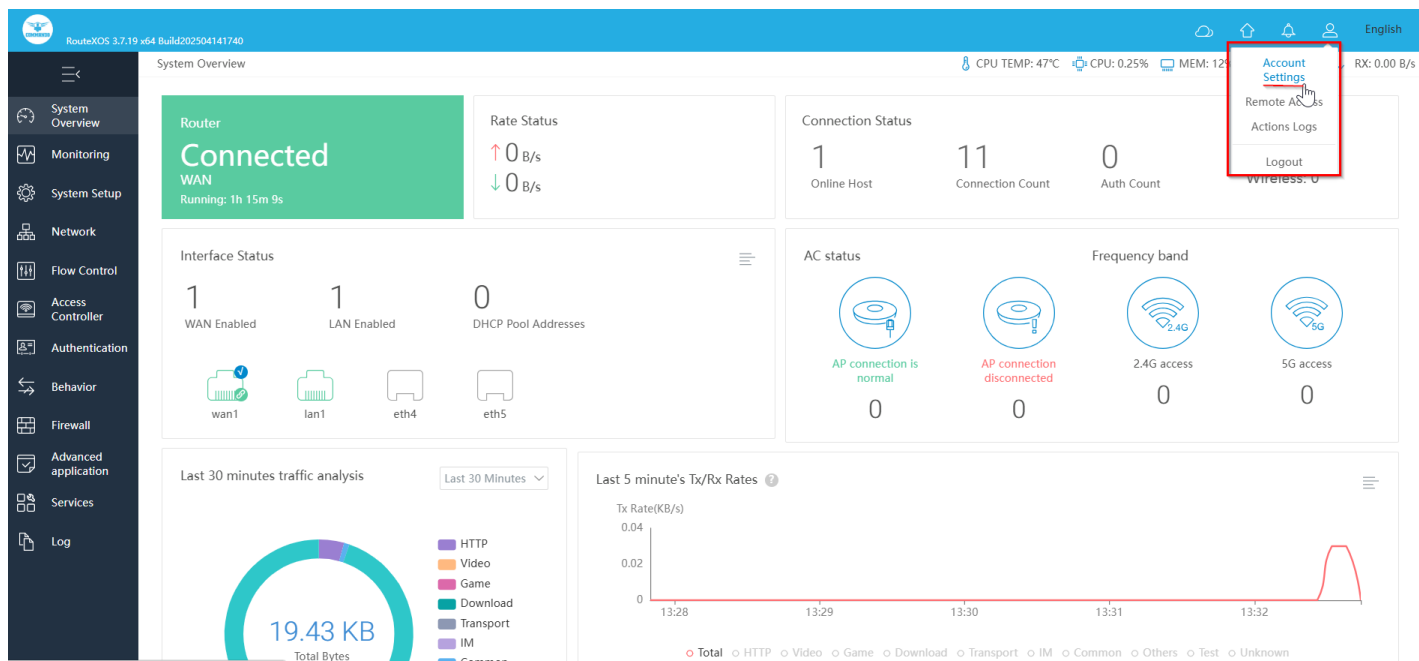 RouteXOS 3.7.19 x64 Build202504141740
English
System Overview
CPU TEMP: 47°C
CPU: 0.25%
MEM: 12%
RX: 0.00 B/s
Account
Settings
Remote Access
Actions Logs
Logout
System
Overview
Monitoring
System Setup
Network
Flow Control
Access
Controller
Authentication
Behavior
Firewall
Advanced
application
Services
Log
Router
Connected
WAN
Running: 1h 15m 9s
Rate Status
↑ 0 B/s
↓ 0 B/s
Connection Status
1
Online Host
11
Connection Count
0
Auth Count
Wireless: 0
Interface Status
1
WAN Enabled
1
LAN Enabled
0
DHCP Pool Addresses
wan1
lan1
eth4
eth5
AC status
Frequency band
2.4G
5G
AP connection is
normal
0
AP connection
disconnected
0
2.4G access
0
5G access
0
Last 30 minutes traffic analysis
Last 30 Minutes
HTTP
Video
Game
Download
Transport
IM
Common
19.43 KB
Total Bytes
Last 5 minute's Tx/Rx Rates ?
Tx Rate(KB/s)
0.04
0.02
0
13:28
13:29
13:30
13:31
13:32
Total
HTTP
Video
Game
Download
Transport
IM
Common
Others
Test
Unknown